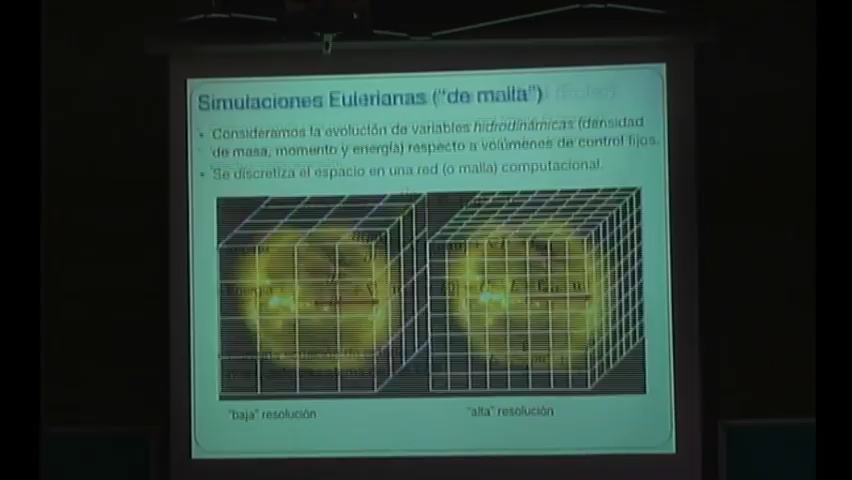 Simulaciones Eulerianas ("de malla")
• Consideramos la evolución de variables hidrodinámicas (densidad
de masa, momento y energía) respecto a volúmenes de control fijos.
• Se discretiza el espacio en una red (o malla) computacional.
"baja" resolución
"alta" resolución